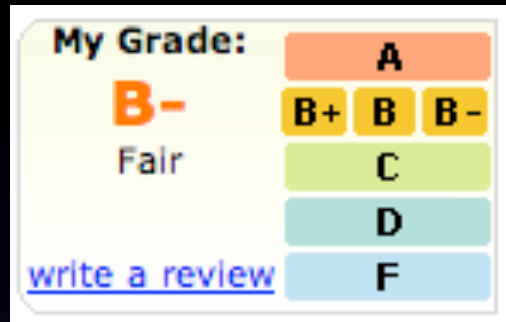 My Grade:
B-
Fair
write a review
A
B+ B B-
C
D
F